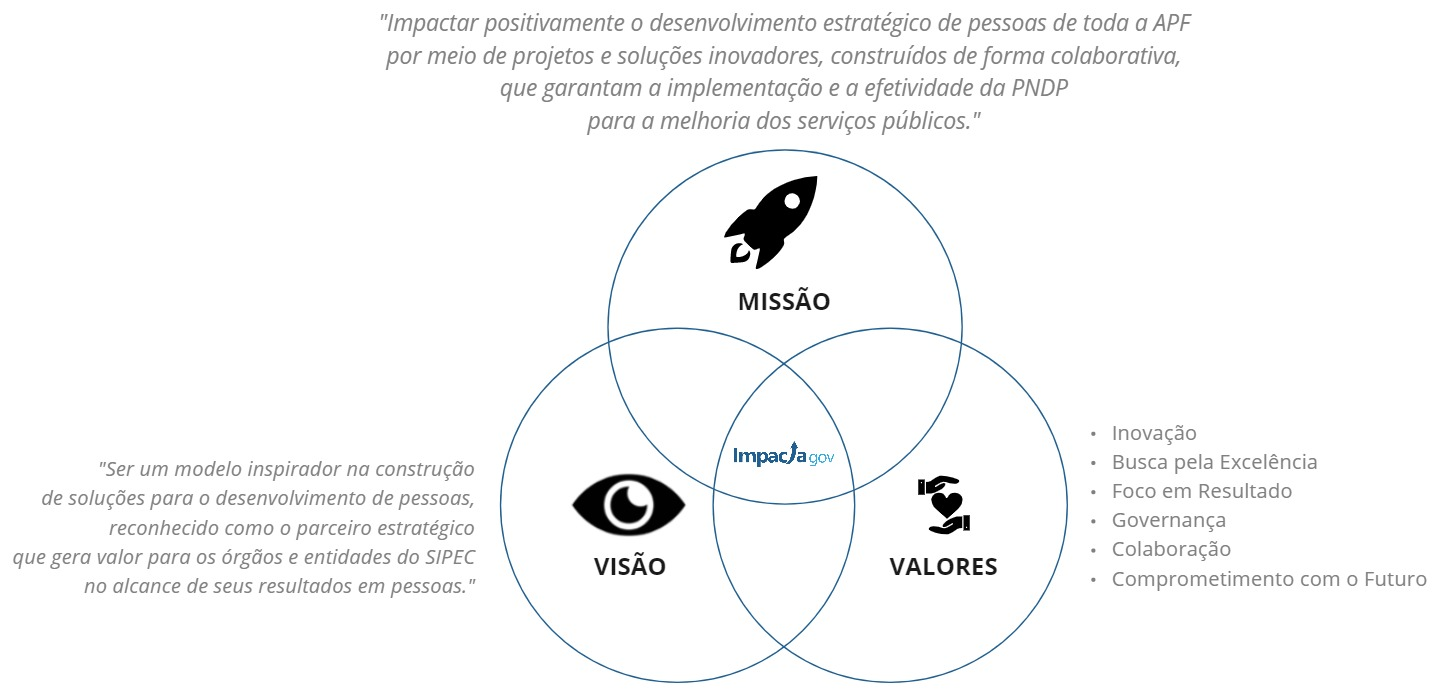 "Impactar positivamente o desenvolvimento estratégico de pessoas de toda a APF
por meio de projetos e soluções inovadores, construídos de forma colaborativa,
que garantam a implementação e a efetividade da PNDP
para a melhoria dos serviços públicos."
MISSÃO
Impacta gov
"Ser um modelo inspirador na construção
de soluções para o desenvolvimento de pessoas,
reconhecido como o parceiro estratégico
que gera valor para os órgãos e entidades do SIPEC
no alcance de seus resultados em pessoas."
VISÃO
VALORES
• Inovação
• Busca pela Excelência
• Foco em Resultado
• Governança
• Colaboração
• Comprometimento com o Futuro